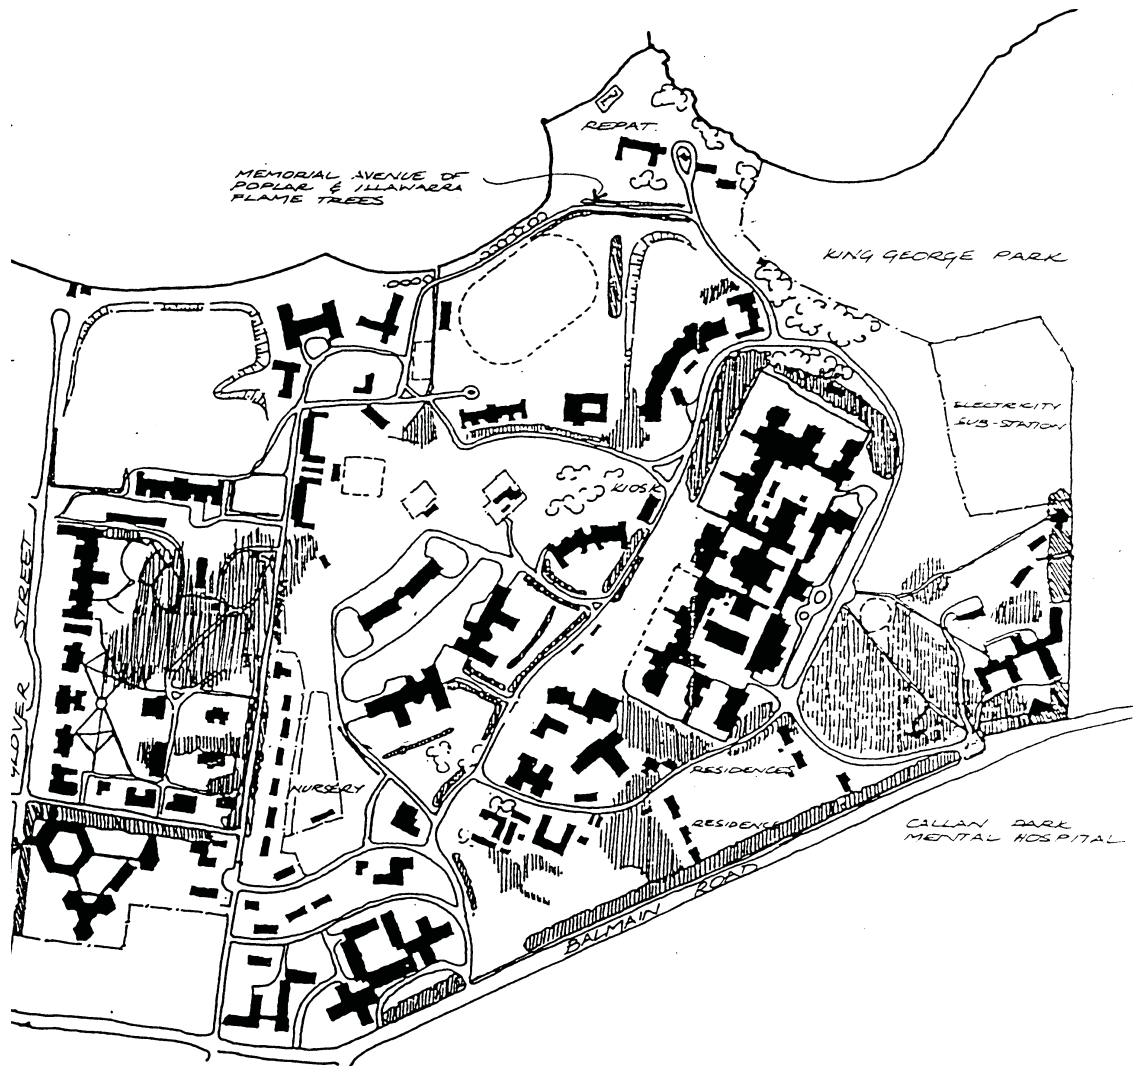 REPAT.
MEMORIAL AVENUE OF
POPLAR & ILLAWARRA
FLAME TREES
KING GEORGE PARK
ELECTRICITY
SUB-STATION
KIOSK
GLOVER STREET
NURSERY
RESIDENCES
RESIDENCE
CALLAN PARK
MENTAL HOSPITAL
BALMAIN ROAD